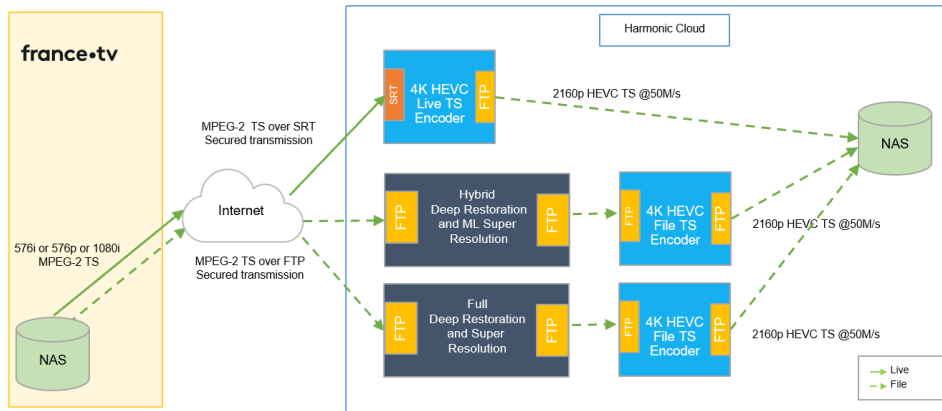 france•tv
Harmonic Cloud
SRT
4K HEVC
Live TS
Encoder
FTP
2160p HEVC TS @50M/s
NAS
MPEG-2  TS over SRT
Secured transmission
Internet
576i or 576p or 1080i
MPEG-2 TS
MPEG-2 TS over FTP
Secured transmission
FTP
Hybrid
Deep Restoration
and ML Super
Resolution
FTP
FTP
4K HEVC
File TS
Encoder
FTP
2160p HEVC TS @50M/s
FTP
Full
Deep Restoration
and Super
Resolution
FTP
FTP
4K HEVC
File TS
Encoder
FTP
2160p HEVC TS @50M/s
NAS
Live
File